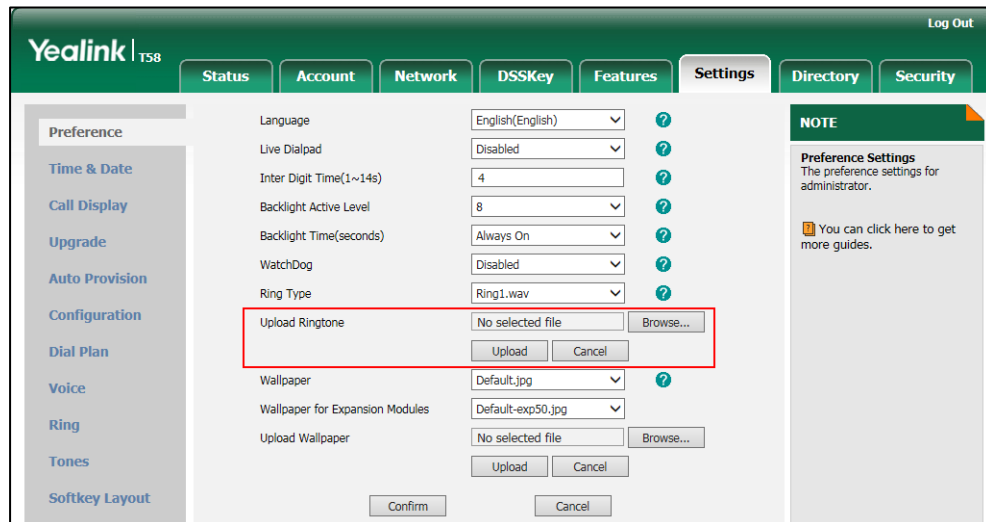 Log Out
Yealink T58
Status Account Network DSSKey Features Settings Directory Security
Preference
Time & Date
Call Display
Upgrade
Auto Provision
Configuration
Dial Plan
Voice
Ring
Tones
Softkey Layout
Language English(English) ?
Live Dialpad Disabled ?
Inter Digit Time(1~14s) 4 ?
Backlight Active Level 8 ?
Backlight Time(seconds) Always On ?
WatchDog Disabled ?
Ring Type Ring1.wav ?
Upload Ringtone No selected file Browse...
Upload Cancel
Wallpaper Default.jpg ?
Wallpaper for Expansion Modules Default-exp50.jpg
Upload Wallpaper No selected file Browse...
Upload Cancel
Confirm Cancel
NOTE
Preference Settings
The preference settings for
administrator.
? You can click here to get
more guides.